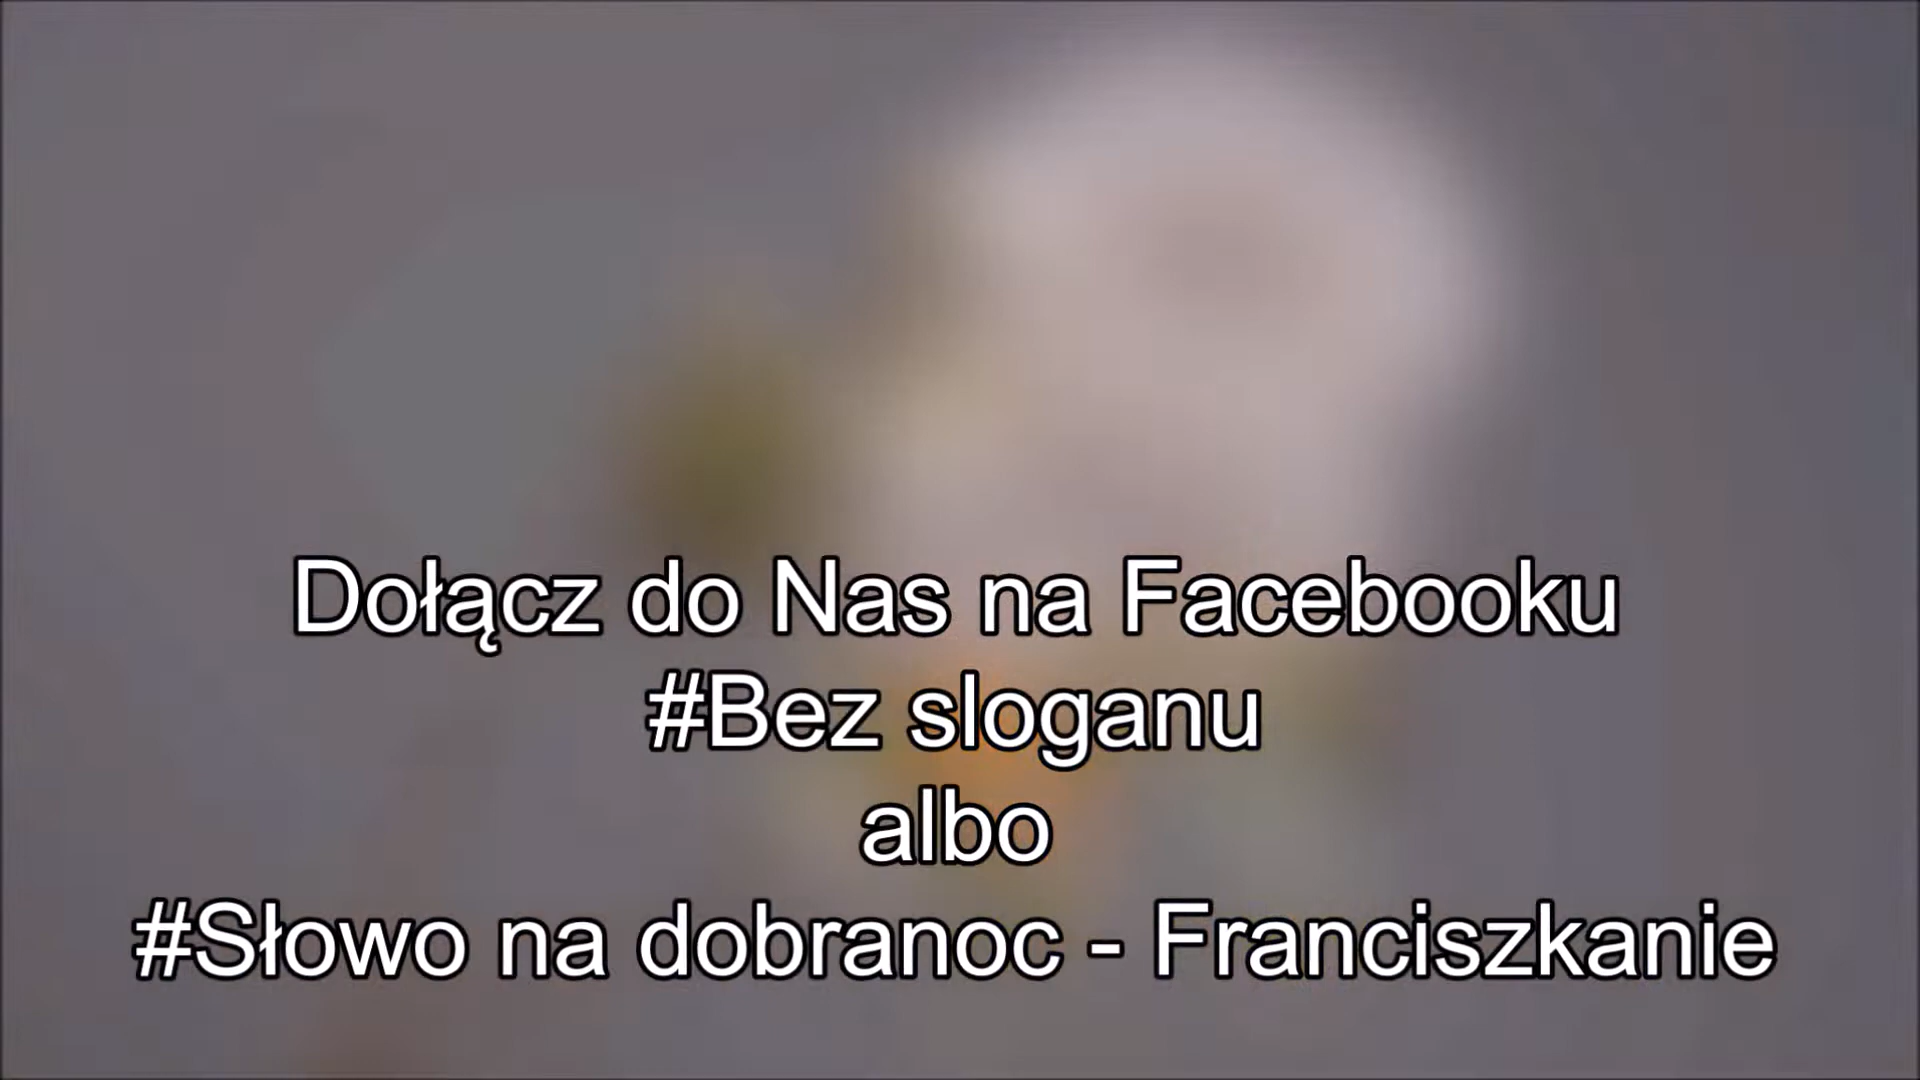 Dołącz do Nas na Facebooku
#Bez sloganu
albo
#Słowo na dobranoc - Franciszkanie